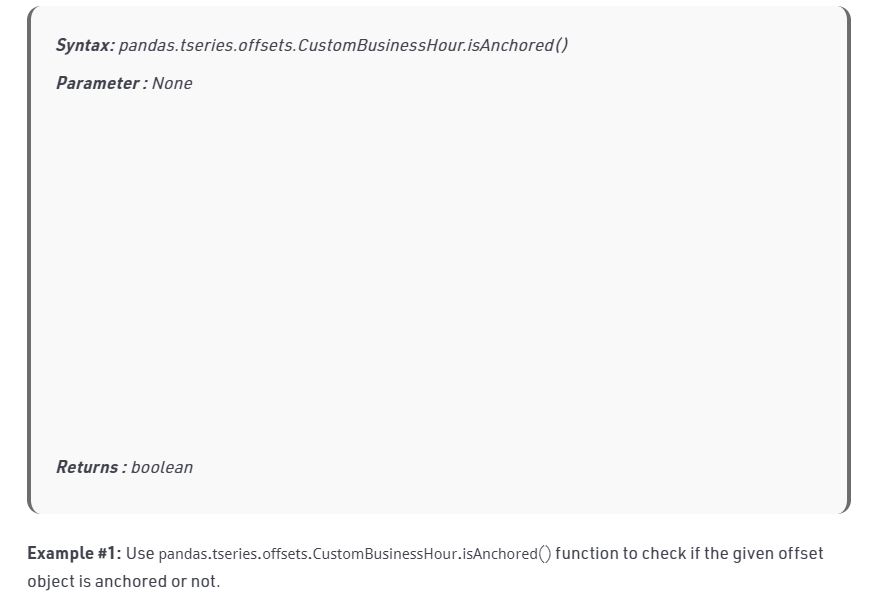 Syntax: pandas.tseries.offsets.CustomBusinessHour.isAnchored()
Parameter : None
Returns : boolean
Example #1: Use pandas.tseries.offsets.CustomBusinessHour.isAnchored() function to check if the given offset
object is anchored or not.